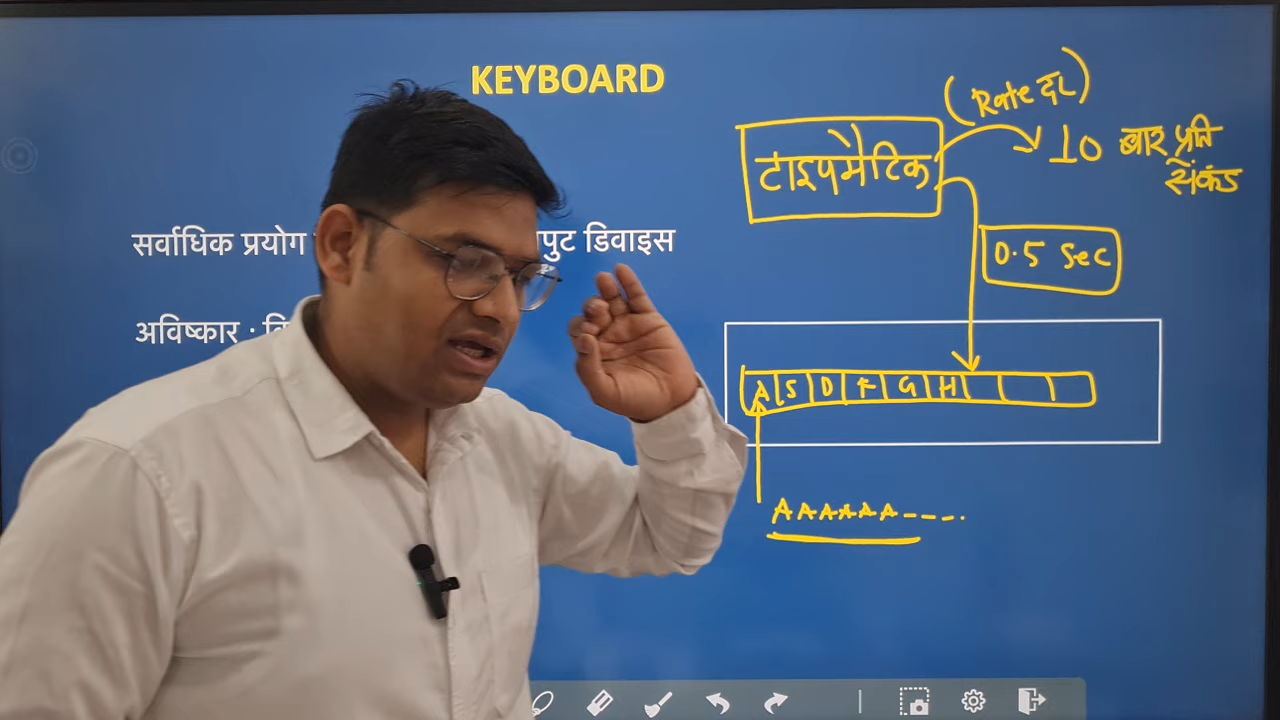 KEYBOARD
(Rate दर)
टाइपमैटिक
10 बार प्रति
सेकंड
सर्वाधिक प्रयोग
डिवाइस
0.5 Sec
अविष्कार :
A S D F G H
AAAAAA----.